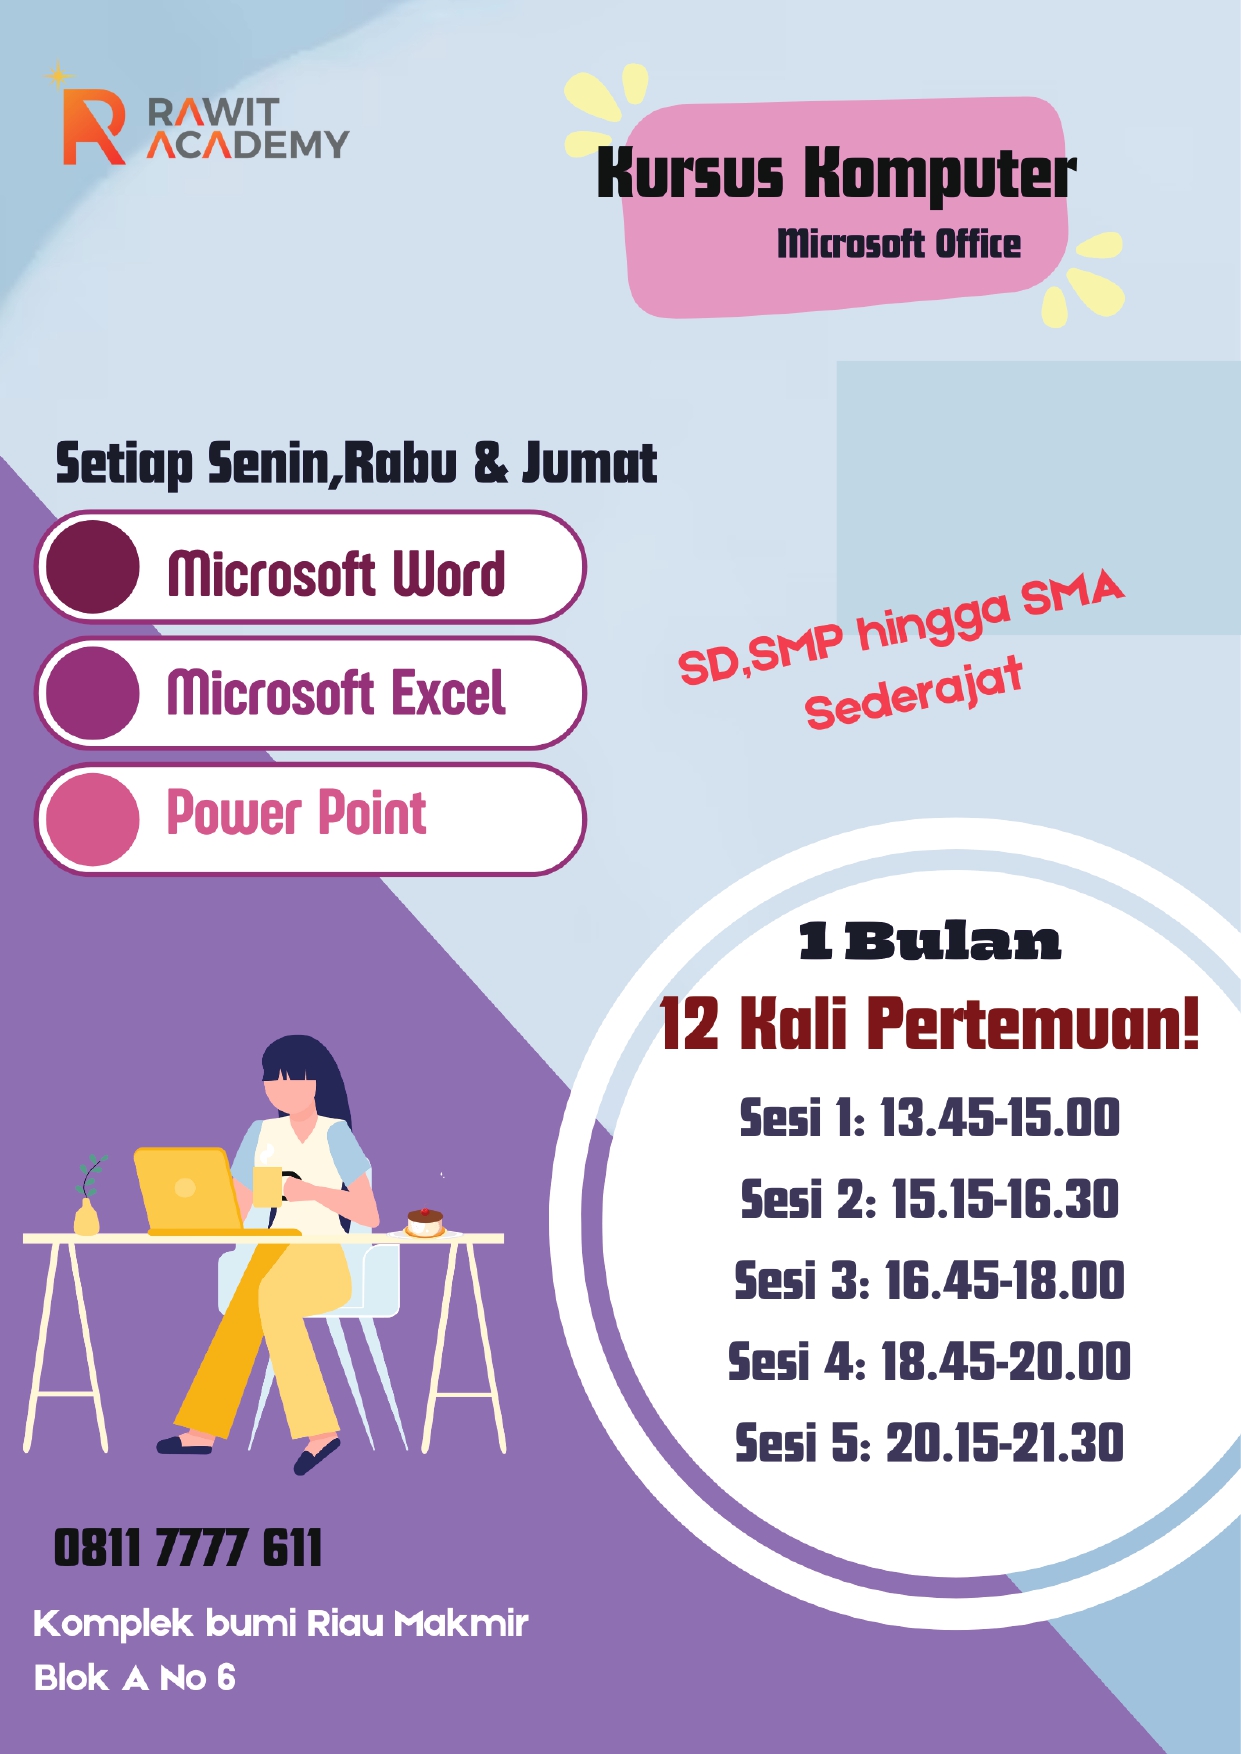 RAWIT
ACADEMY
Kursus Komputer
Microsoft Office
Setiap Senin,Rabu & Jumat
Microsoft Word
Microsoft Excel
Power Point
SD,SMP hingga SMA
Sederajat
1 Bulan
12 Kali Pertemuan!
Sesi 1: 13.45-15.00
Sesi 2: 15.15-16.30
Sesi 3: 16.45-18.00
Sesi 4: 18.45-20.00
Sesi 5: 20.15-21.30
0811 7777 611
Komplek bumi Riau Makmir
Blok A No 6